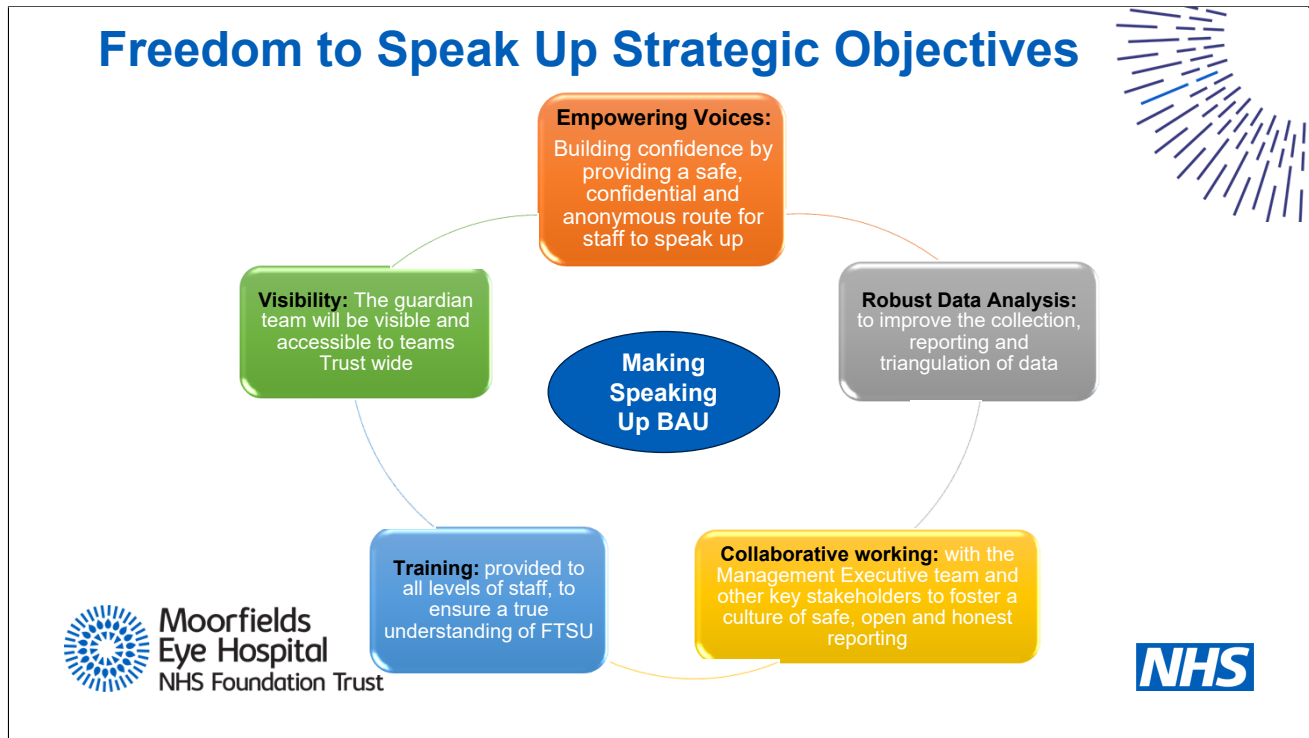 Freedom to Speak Up Strategic Objectives
Empowering Voices:
Building confidence by
providing a safe,
confidential and
anonymous route for
staff to speak up
Visibility: The guardian
team will be visible and
accessible to teams
Trust wide
Robust Data Analysis:
to improve the collection,
reporting and
triangulation of data
Making
Speaking
Up BAU
Training: provided to
all levels of staff, to
ensure a true
understanding of FTSU
Collaborative working: with the
Management Executive team and
other key stakeholders to foster a
culture of safe, open and honest
reporting
Moorfields
Eye Hospital
NHS Foundation Trust
NHS